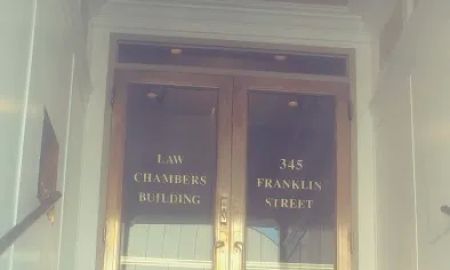 LAW
CHAMBERS
BUILDING
345
FRANKLIN
STREET